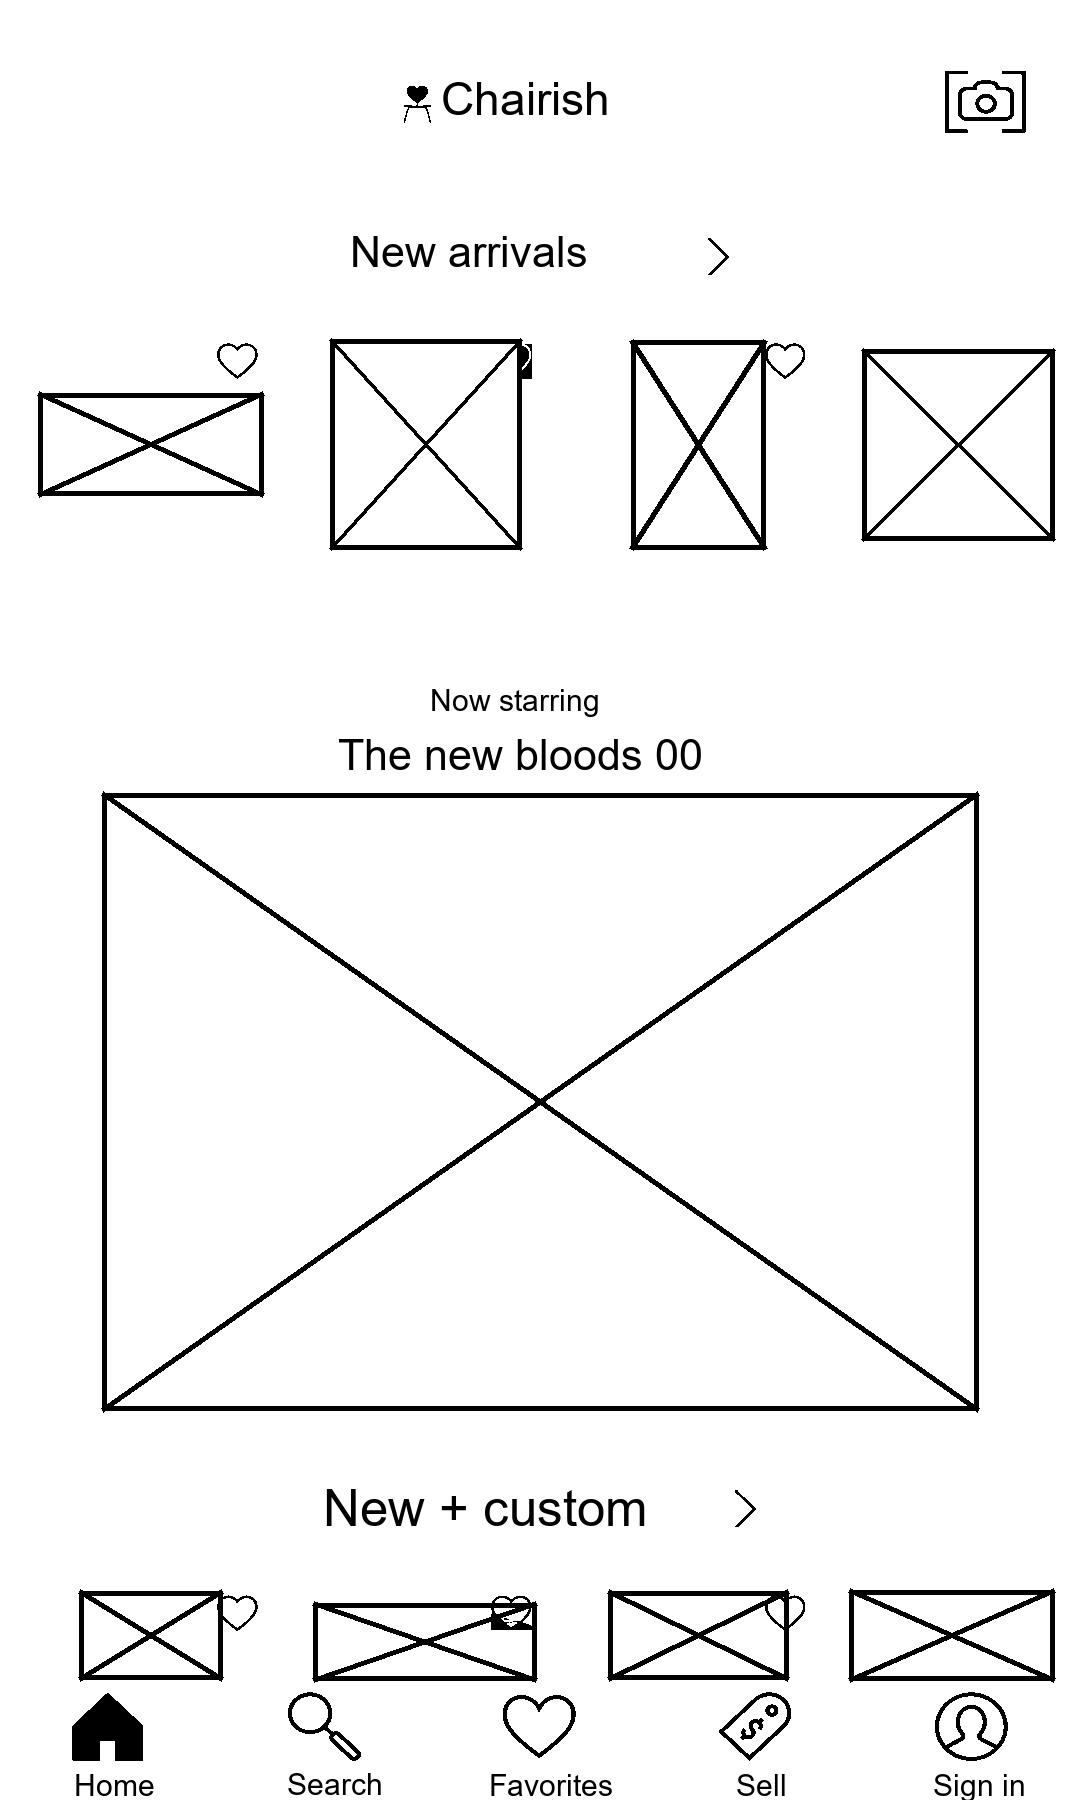 Chairish
New arrivals
Now starring
The new bloods 00
New + custom
Home
Search
Favorites
Sell
Sign in